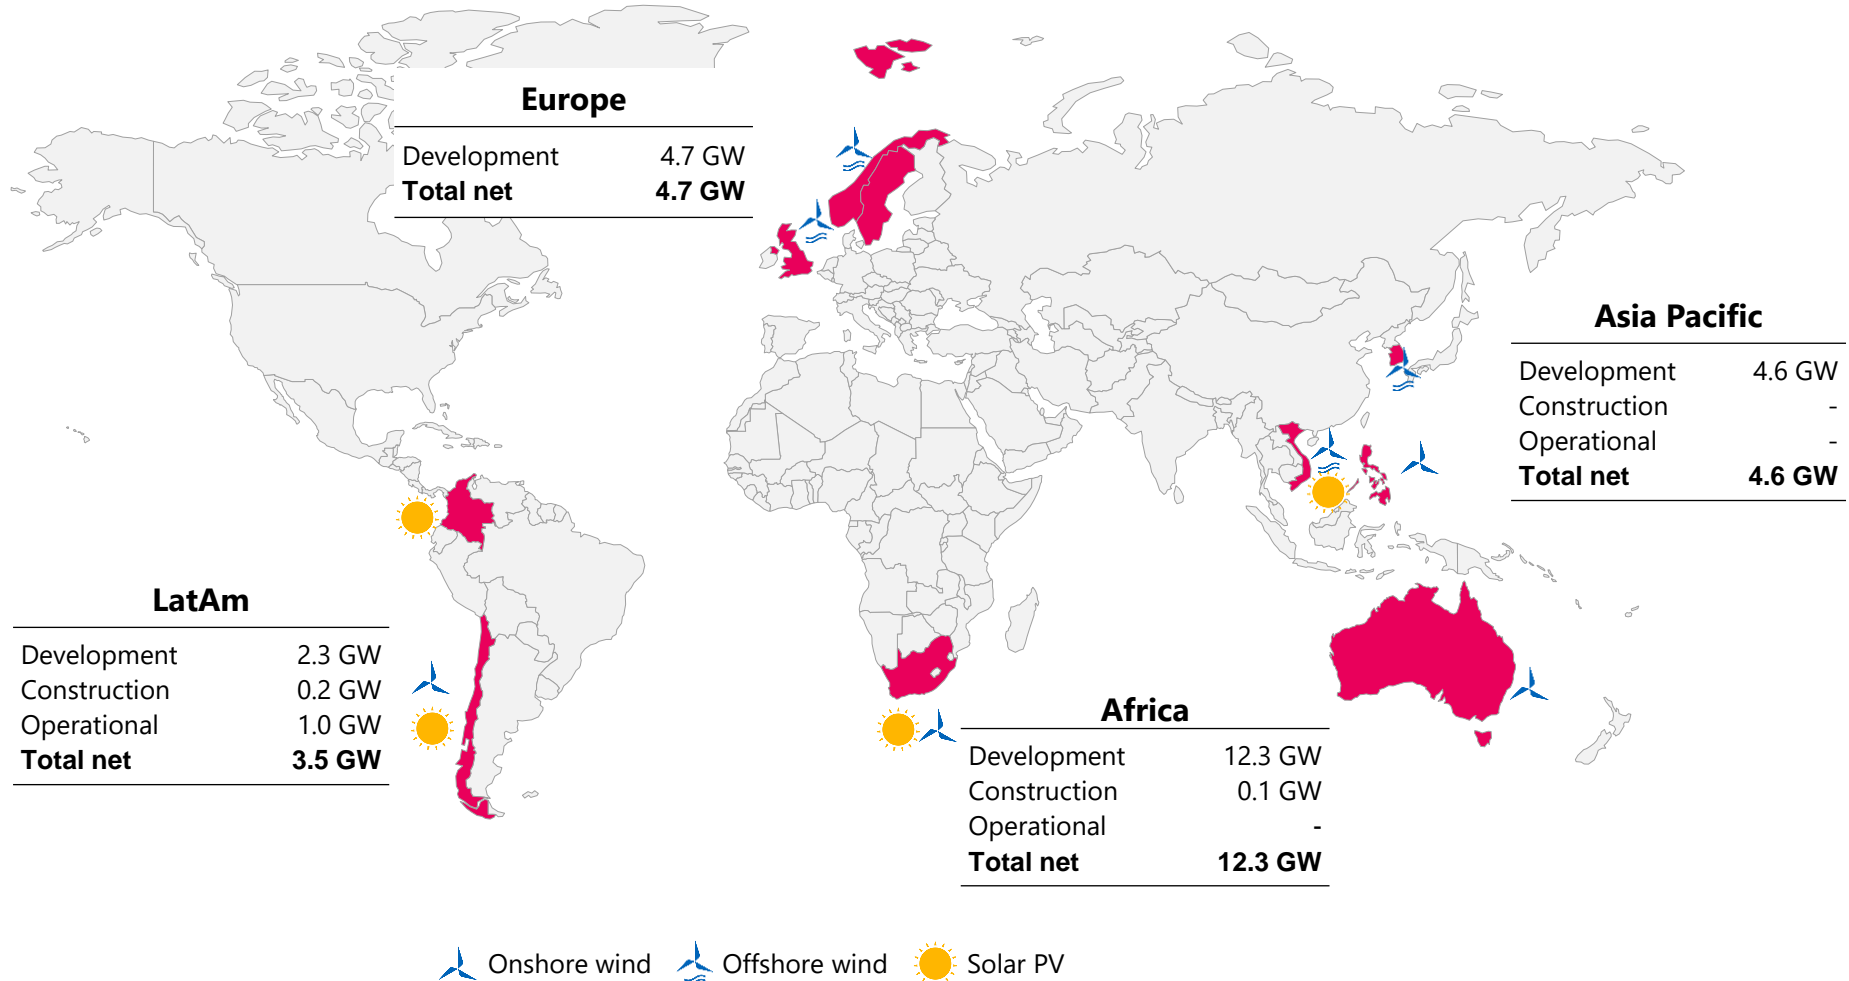 Europe
Development 4.7 GW
Total net 4.7 GW
Asia Pacific
Development 4.6 GW
Construction -
Operational -
Total net 4.6 GW
LatAm
Development 2.3 GW
Construction 0.2 GW
Operational 1.0 GW
Total net 3.5 GW
Africa
Development 12.3 GW
Construction 0.1 GW
Operational -
Total net 12.3 GW
Onshore wind Offshore wind Solar PV